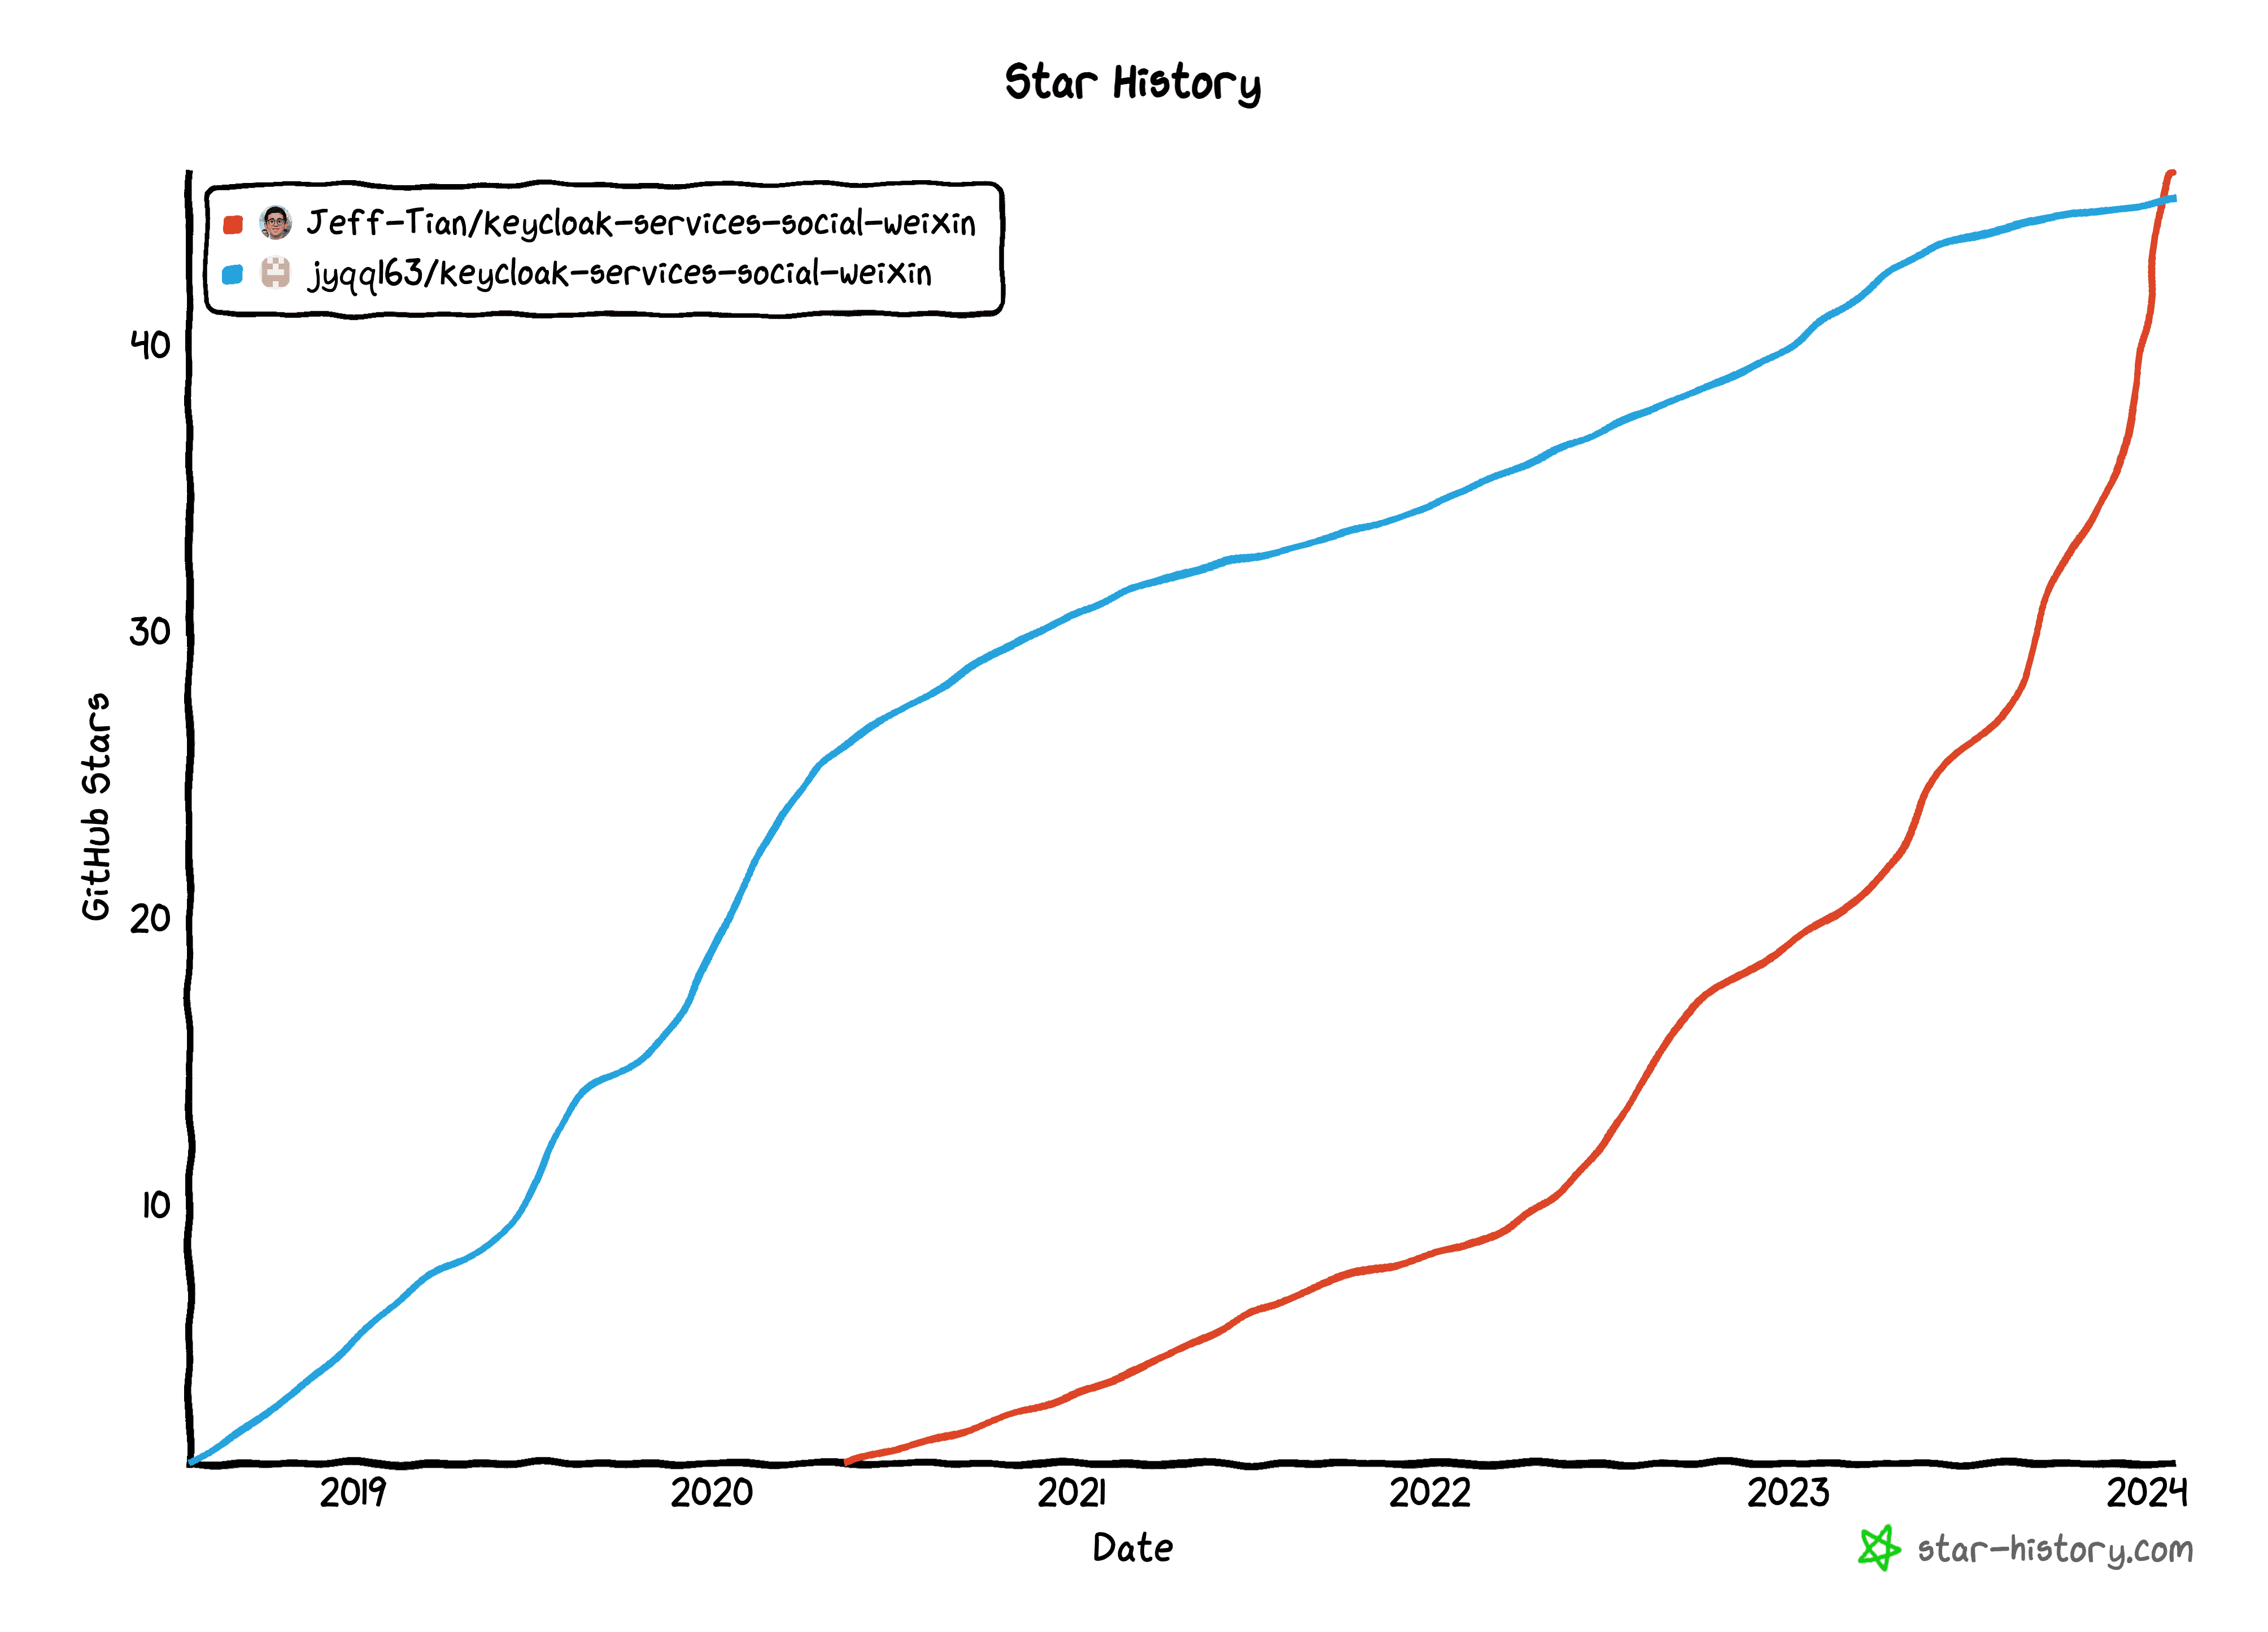 Star History
Jeff-Tian/keycloak-services-social-weixin
jyqq163/keycloak-services-social-weixin
GitHub Stars
40
30
20
10
2019
2020
2021
2022
2023
2024
Date
star-history.com